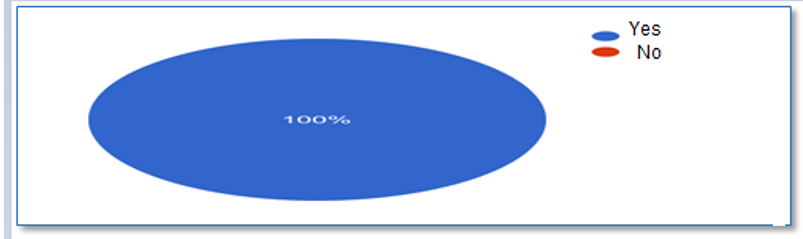 Yes
No
100%